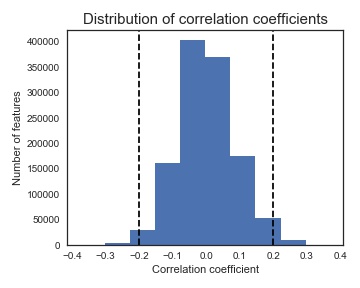 Distribution of correlation coefficients
Number of features
400000
350000
300000
250000
200000
150000
100000
50000
0
−0.4 −0.3 −0.2 −0.1 0.0 0.1 0.2 0.3 0.4
Correlation coefficient